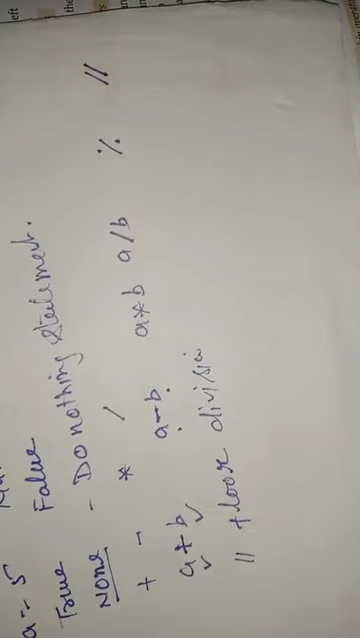 a = 5
True False
None - Do nothing statement.
+ - * / % //
a+b a-b a*b a/b
// floor division